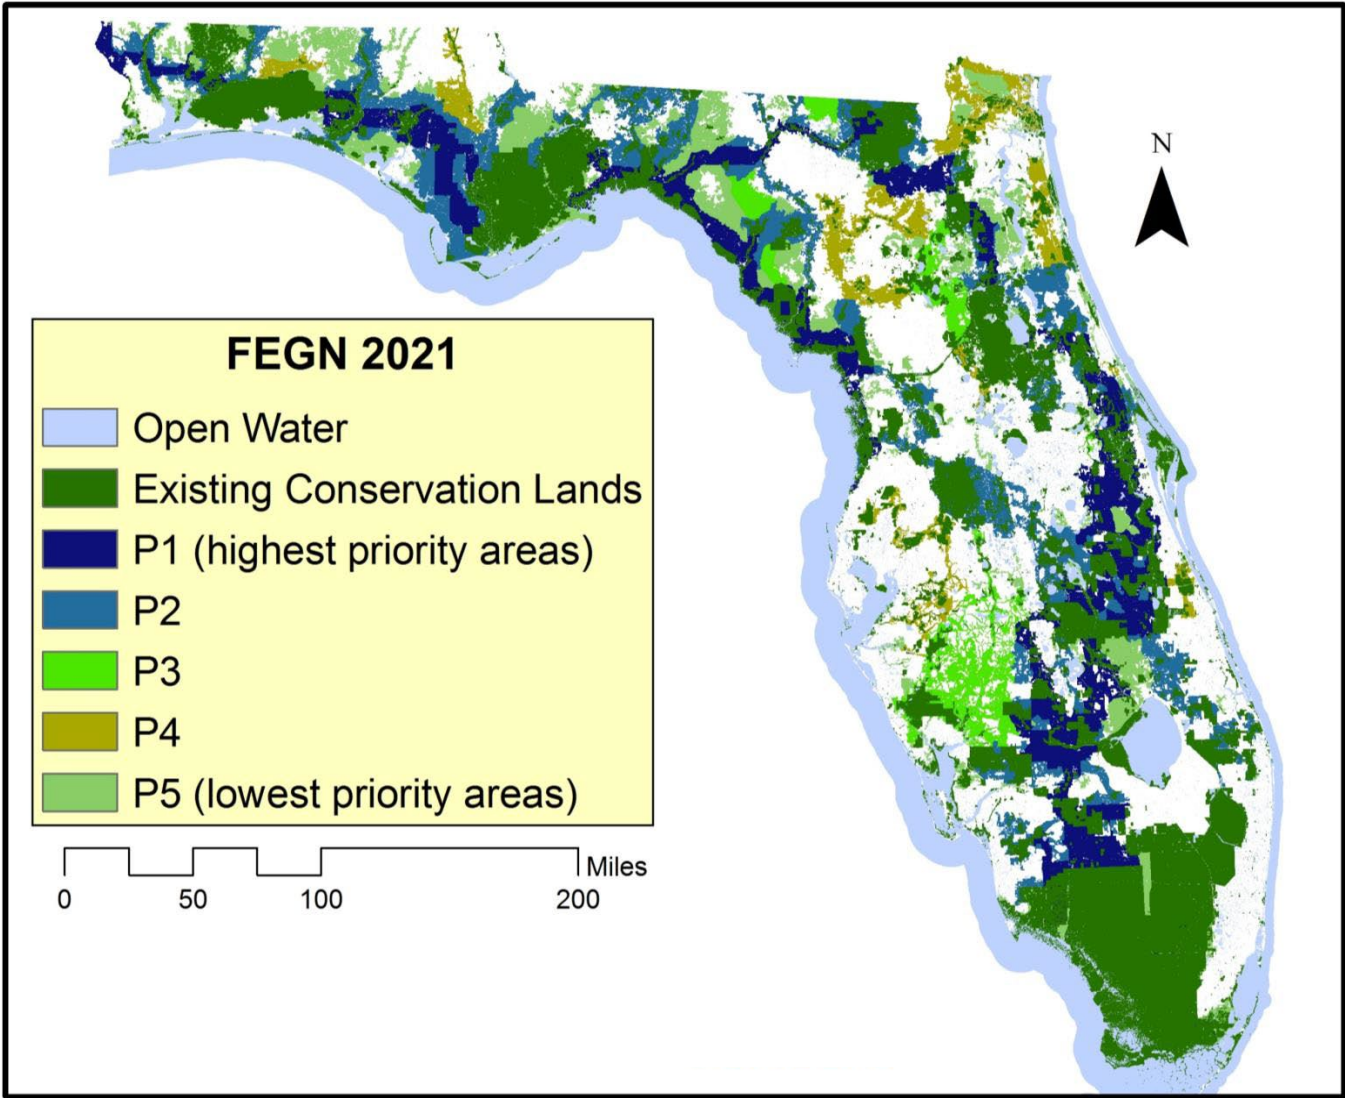 N
FEGN 2021
Open Water
Existing Conservation Lands
P1 (highest priority areas)
P2
P3
P4
P5 (lowest priority areas)
Miles
0 50 100 200